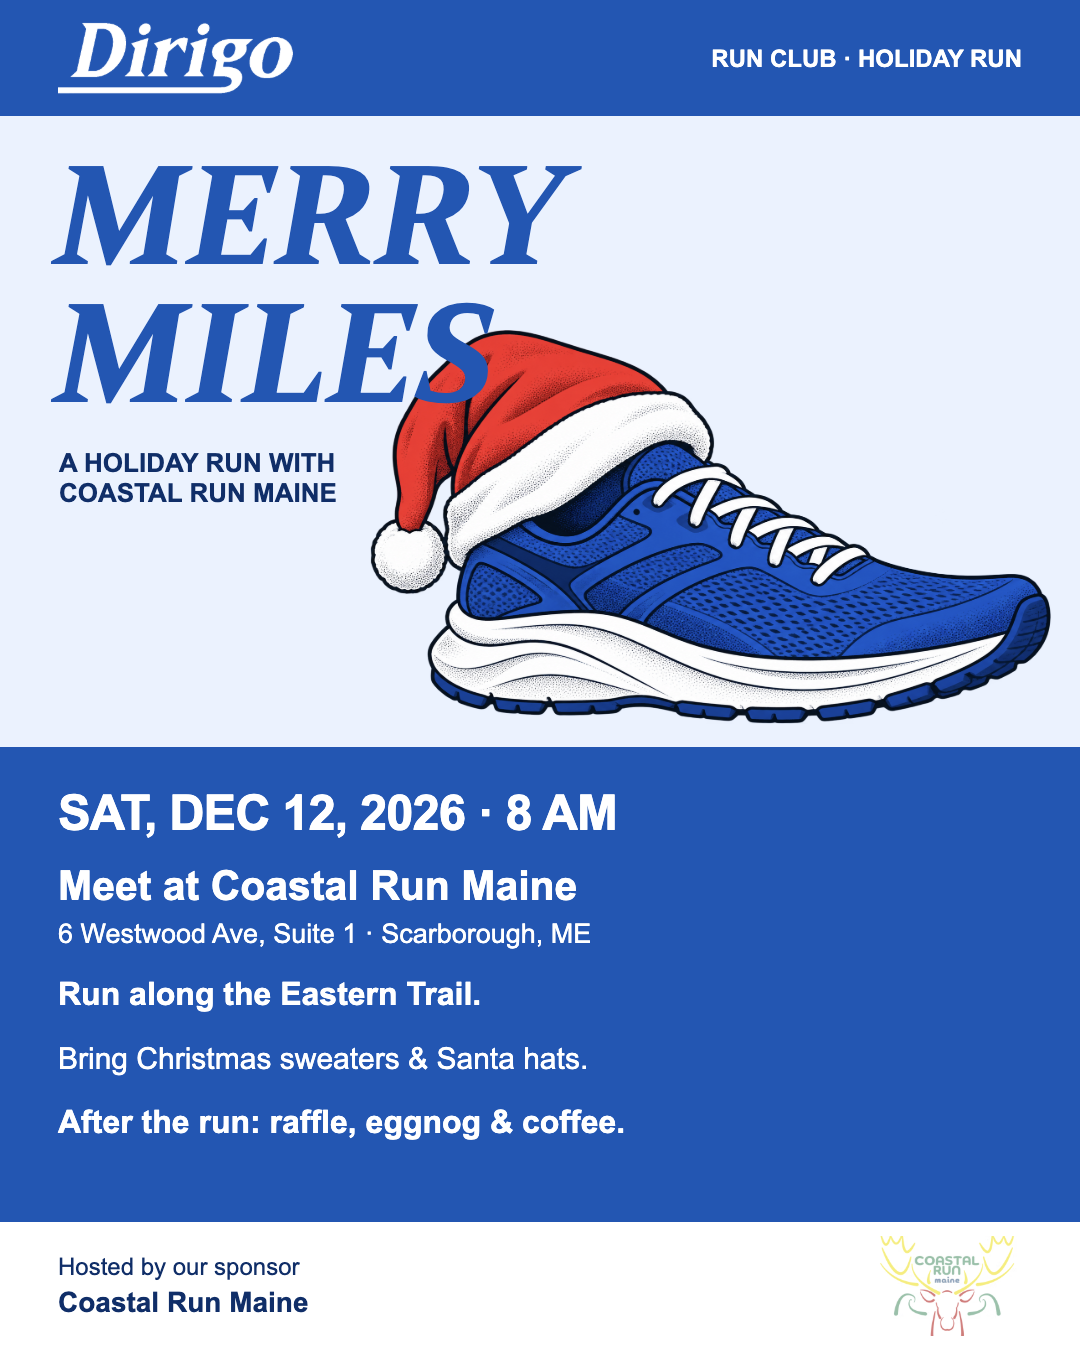 Dirigo
RUN CLUB · HOLIDAY RUN
MERRY
MILES
A HOLIDAY RUN WITH
COASTAL RUN MAINE
SAT, DEC 12, 2026 · 8 AM
Meet at Coastal Run Maine
6 Westwood Ave, Suite 1 · Scarborough, ME
Run along the Eastern Trail.
Bring Christmas sweaters & Santa hats.
After the run: raffle, eggnog & coffee.
Hosted by our sponsor
Coastal Run Maine
COASTAL
RUN
maine